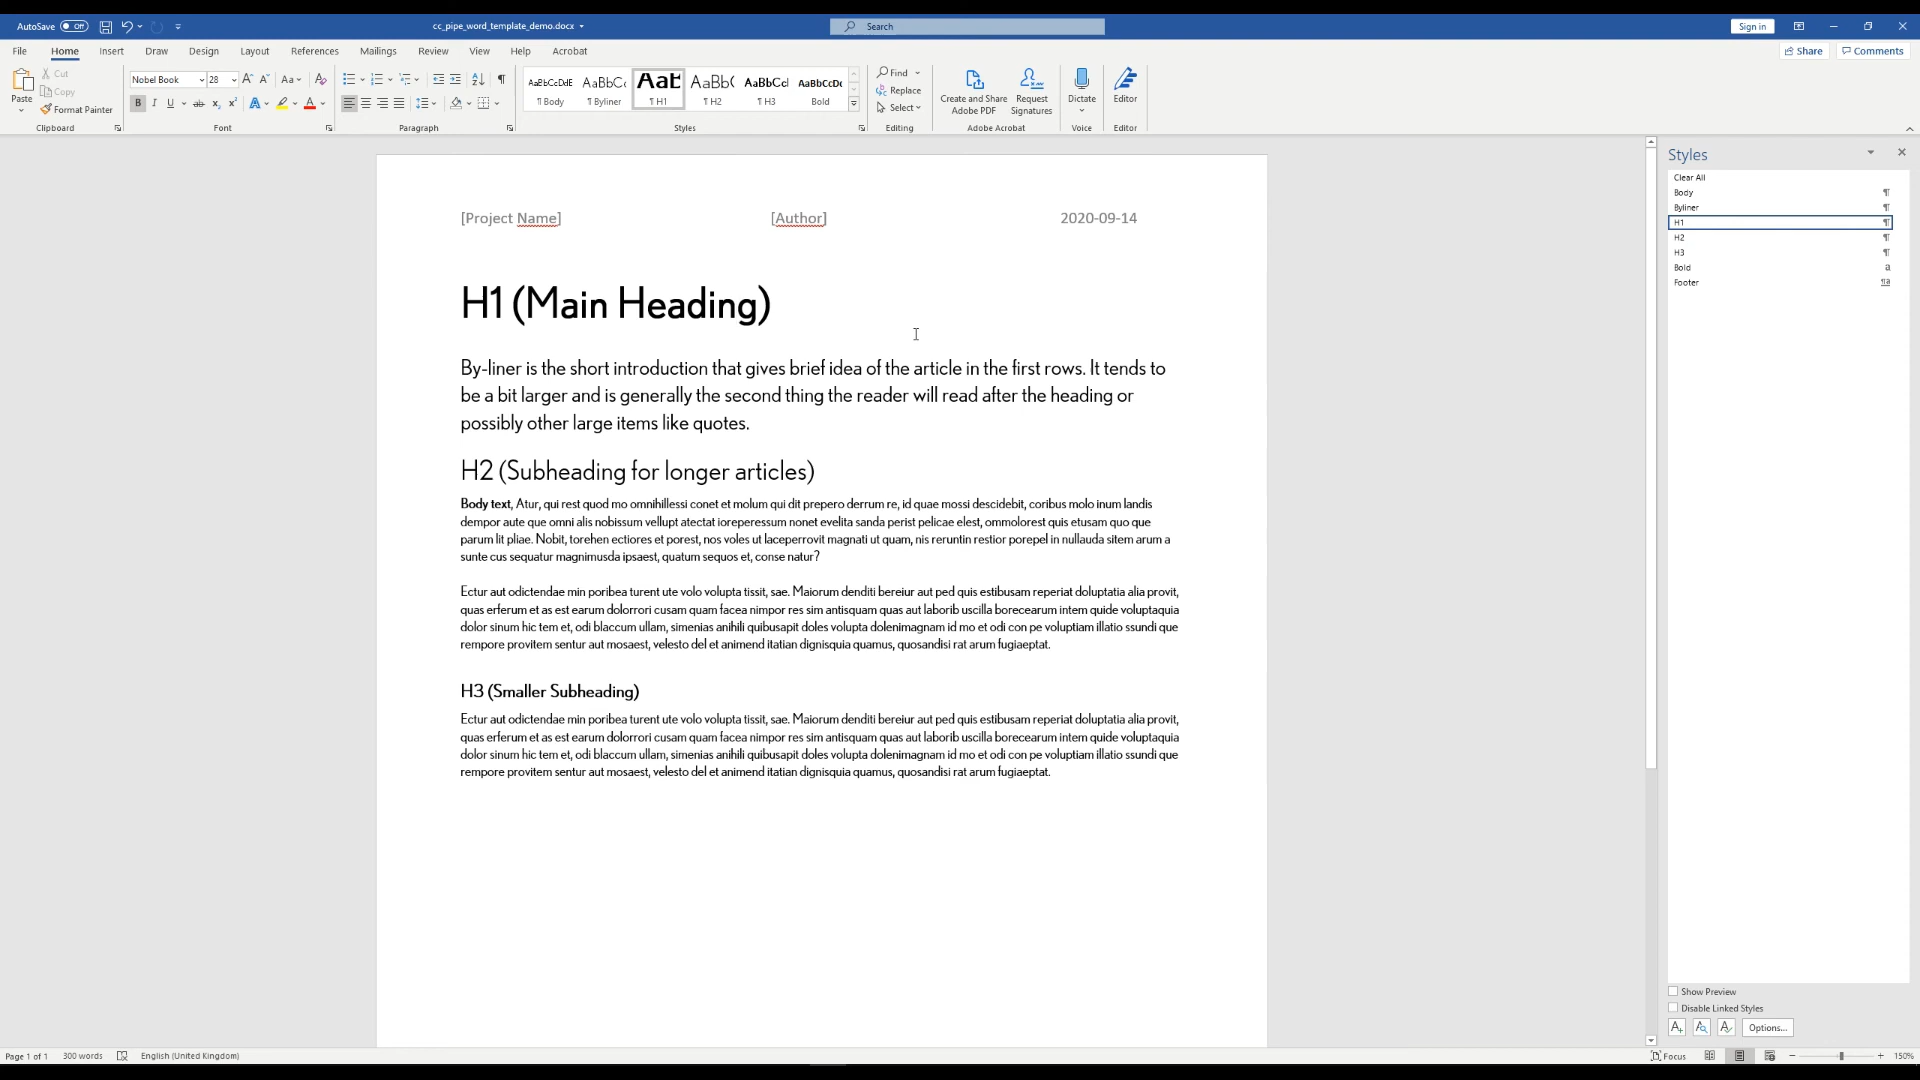 AutoSave Off cc_pipe_word_template_demo.docx Search Sign in
File Home Insert Draw Design Layout References Mailings Review View Help Acrobat Share Comments
Paste Cut Copy Format Painter
Nobel Book 28
AaBbCcDdE AaBbCc AaB AaBb( AaBbCcI AaBbCcDc
¶ Body ¶ Byliner ¶ H1 ¶ H2 ¶ H3 Bold
Find Replace Select
Create and Share Adobe PDF Request Signatures Dictate Editor
Clipboard Font Paragraph Styles Editing Adobe Acrobat Voice Editor
[Project Name] [Author] 2020-09-14
H1 (Main Heading)
By-liner is the short introduction that gives brief idea of the article in the first rows. It tends to
be a bit larger and is generally the second thing the reader will read after the heading or
possibly other large items like quotes.
H2 (Subheading for longer articles)
Body text, Atur, qui rest quod mo omnihillessi conet et molum qui dit prepero derrum re, id quae mossi descidebit, coribus molo inum landis
dempor aute que omni alis nobissum vellupt atectat ioreperessum nonet evelita sanda perist pelicae elest, ommolorest quis etusam quo que
parum lit pliae. Nobit, torehen ectiores et porest, nos voles ut laceperrovit magnati ut quam, nis reruntin restior porepel in nullauda sitem arum a
sunte cus sequatur magnimusda ipsaest, quatum sequos et, conse natur?
Ectur aut odictendae min poribea turent ute volo volupta tissit, sae. Maiorum denditi bereiur aut ped quis estibusam reperiat doluptatia alia provit,
quas erferum et as est earum dolorrori cusam quam facea nimpor res sim antisquam quas aut laborib uscilla borecearum intem quide voluptaquia
dolor sinum hic tem et, odi blaccum ullam, simenias anihili quibusapit doles volupta dolenimagnam id mo et odi con pe voluptiam illatio ssundi que
rempore provitem sentur aut mosaest, velesto del et animend itatian dignisquia quamus, quosandisi rat arum fugiaeptat.
H3 (Smaller Subheading)
Ectur aut odictendae min poribea turent ute volo volupta tissit, sae. Maiorum denditi bereiur aut ped quis estibusam reperiat doluptatia alia provit,
quas erferum et as est earum dolorrori cusam quam facea nimpor res sim antisquam quas aut laborib uscilla borecearum intem quide voluptaquia
dolor sinum hic tem et, odi blaccum ullam, simenias anihili quibusapit doles volupta dolenimagnam id mo et odi con pe voluptiam illatio ssundi que
rempore provitem sentur aut mosaest, velesto del et animend itatian dignisquia quamus, quosandisi rat arum fugiaeptat.
Styles
Clear All
Body
Byliner
H1
H2
H3
Bold a
Footer ¶a
Show Preview
Disable Linked Styles
Options...
Page 1 of 1 300 words English (United Kingdom) Focus 150%